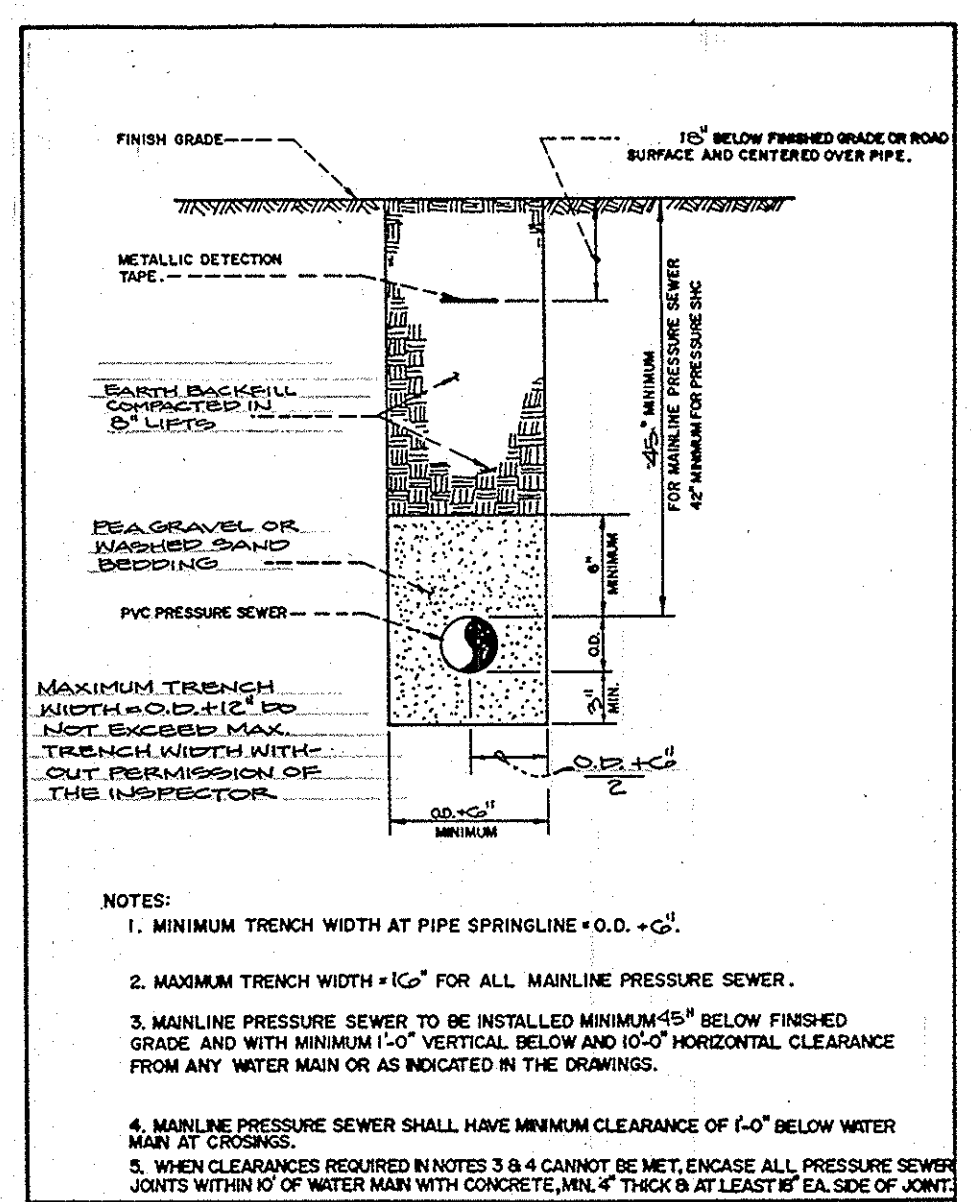 FINISH GRADE
18" BELOW FINISHED GRADE OR ROAD
SURFACE AND CENTERED OVER PIPE.
METALLIC DETECTION
TAPE.
45" MINIMUM
FOR MAINLINE PRESSURE SEWER
42" MINIMUM FOR PRESSURE SHC
EARTH BACKFILL
COMPACTED IN
8" LIFTS
PEA GRAVEL OR
WASHED SAND
BEDDING
6"
MINIMUM
PVC PRESSURE SEWER
O.D.
3"
MIN.
MAXIMUM TRENCH
WIDTH = O.D. + 12" DO
NOT EXCEED MAX.
TRENCH WIDTH WITH-
OUT PERMISSION OF
THE INSPECTOR
O.D. + 6"
2
O.D. + 6"
MINIMUM
NOTES:
1. MINIMUM TRENCH WIDTH AT PIPE SPRINGLINE = O.D. + 6".
2. MAXIMUM TRENCH WIDTH = 16" FOR ALL MAINLINE PRESSURE SEWER.
3. MAINLINE PRESSURE SEWER TO BE INSTALLED MINIMUM 45" BELOW FINISHED
GRADE AND WITH MINIMUM 1'-0" VERTICAL BELOW AND 10'-0" HORIZONTAL CLEARANCE
FROM ANY WATER MAIN OR AS INDICATED IN THE DRAWINGS.
4. MAINLINE PRESSURE SEWER SHALL HAVE MINIMUM CLEARANCE OF 1'-0" BELOW WATER
MAIN AT CROSINGS.
5. WHEN CLEARANCES REQUIRED IN NOTES 3 & 4 CANNOT BE MET, ENCASE ALL PRESSURE SEWER
JOINTS WITHIN 10' OF WATER MAIN WITH CONCRETE, MIN. 4" THICK & AT LEAST 18" EA. SIDE OF JOINT.